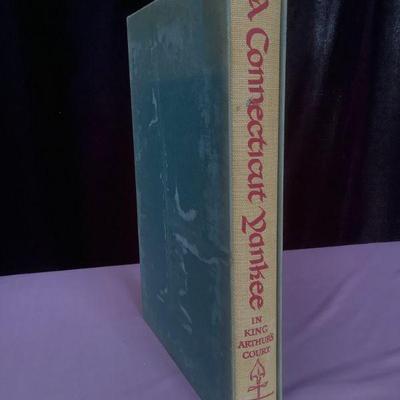 A Connecticut Yankee
IN
KING
ARTHUR'S
COURT